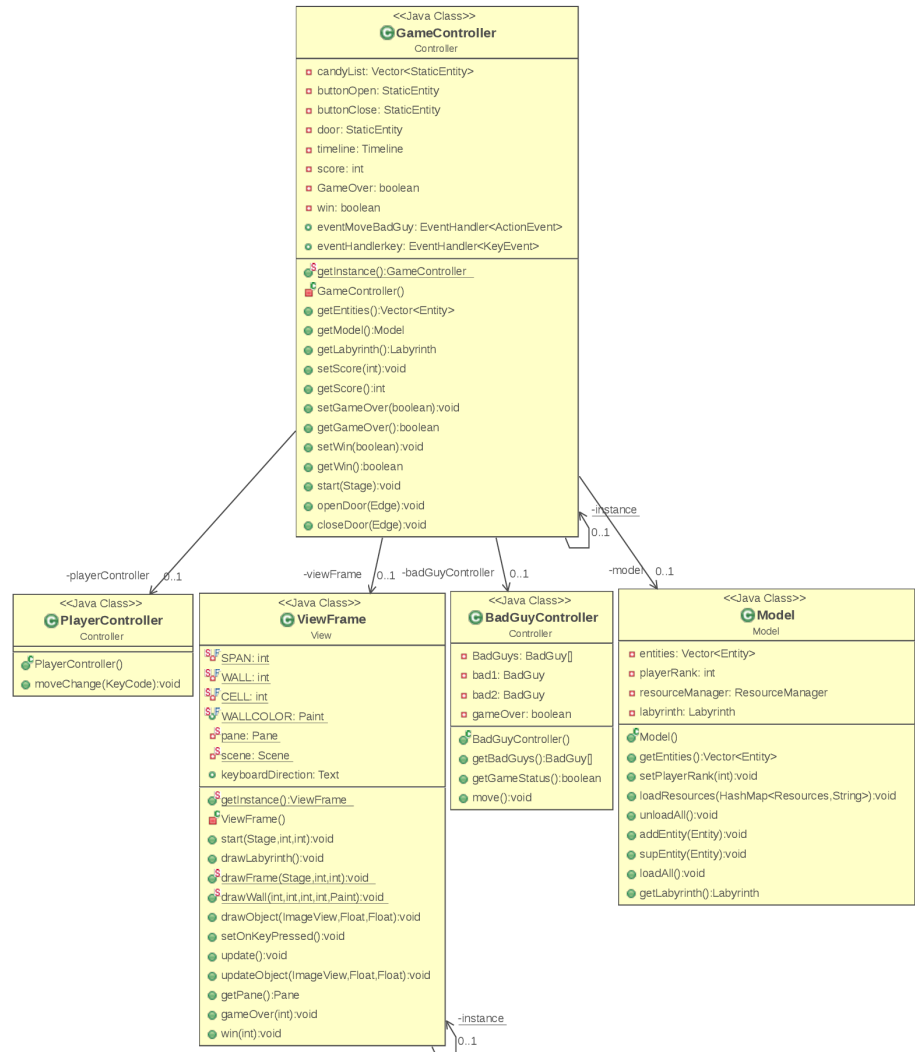 <<Java Class>>
GameController
Controller
candyList: Vector<StaticEntity>
buttonOpen: StaticEntity
buttonClose: StaticEntity
door: StaticEntity
timeline: Timeline
score: int
GameOver: boolean
win: boolean
eventMoveBadGuy: EventHandler<ActionEvent>
eventHandlerkey: EventHandler<KeyEvent>
getInstance():GameController
GameController()
getEntities():Vector<Entity>
getModel():Model
getLabyrinth():Labyrinth
setScore(int):void
getScore():int
setGameOver(boolean):void
getGameOver():boolean
setWin(boolean):void
getWin():boolean
start(Stage):void
openDoor(Edge):void
closeDoor(Edge):void
-instance
0..1
-playerController
0..1
-viewFrame
0..1
-badGuyController
0..1
-model
0..1
<<Java Class>>
PlayerController
Controller
PlayerController()
moveChange(KeyCode):void
<<Java Class>>
ViewFrame
View
SPAN: int
WALL: int
CELL: int
WALLCOLOR: Paint
pane: Pane
scene: Scene
keyboardDirection: Text
getInstance():ViewFrame
ViewFrame()
start(Stage,int,int):void
drawLabyrinth():void
drawFrame(Stage,int,int):void
drawWall(int,int,int,int,Paint):void
drawObject(ImageView,Float,Float):void
setOnKeyPressed():void
update():void
updateObject(ImageView,Float,Float):void
getPane():Pane
gameOver(int):void
win(int):void
-instance
0..1
<<Java Class>>
BadGuyController
Controller
BadGuys: BadGuy[]
bad1: BadGuy
bad2: BadGuy
gameOver: boolean
BadGuyController()
getBadGuys():BadGuy[]
getGameStatus():boolean
move():void
<<Java Class>>
Model
Model
entities: Vector<Entity>
playerRank: int
resourceManager: ResourceManager
labyrinth: Labyrinth
Model()
getEntities():Vector<Entity>
setPlayerRank(int):void
loadResources(HashMap<Resources,String>):void
unloadAll():void
addEntity(Entity):void
supEntity(Entity):void
loadAll():void
getLabyrinth():Labyrinth